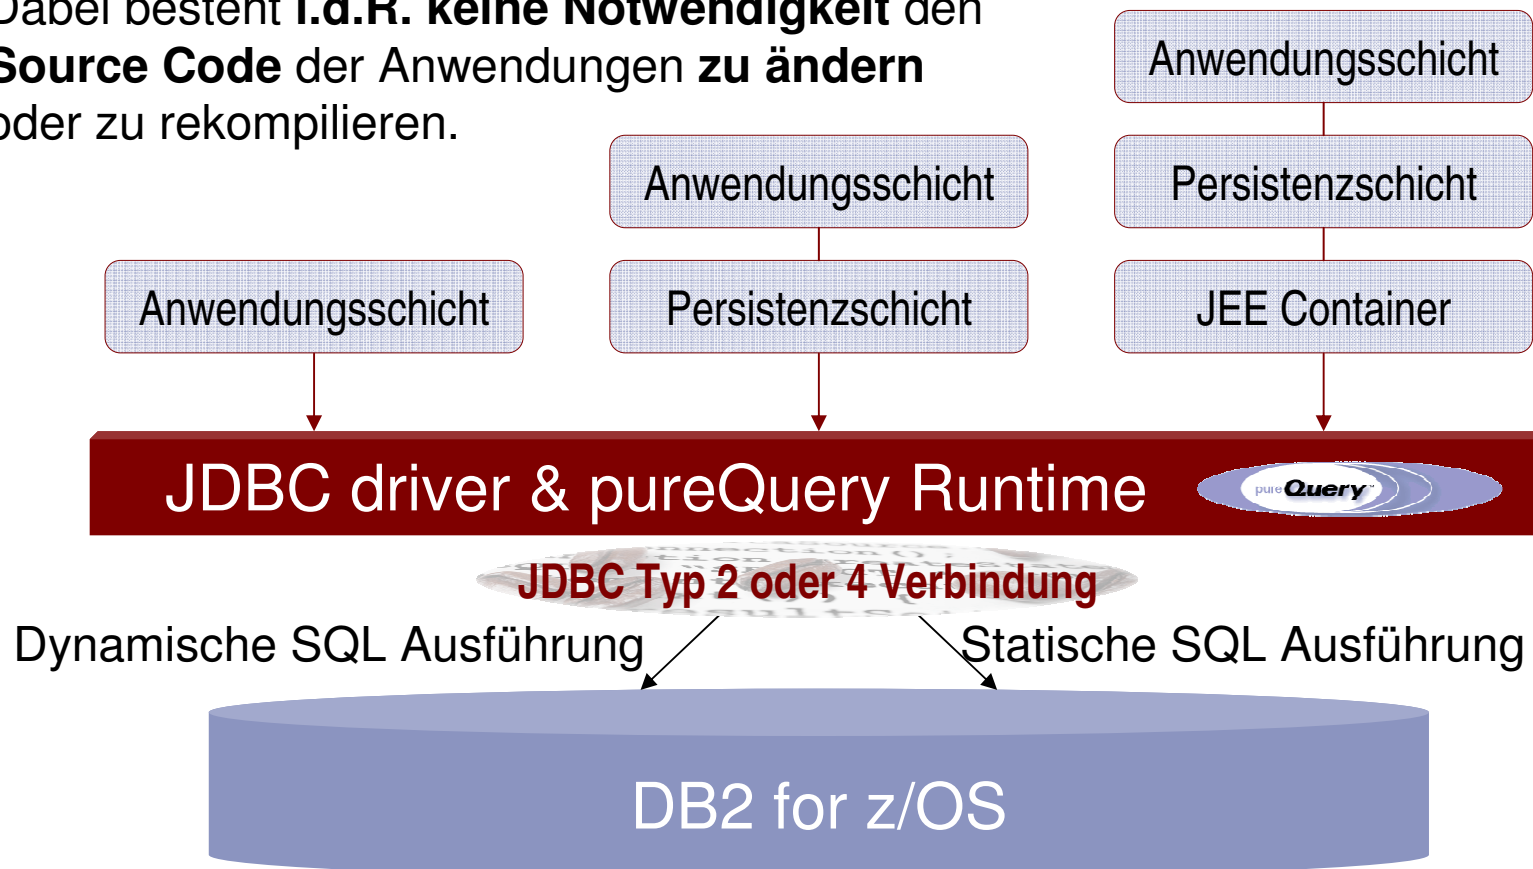 Dabei besteht i.d.R. keine Notwendigkeit den
Source Code der Anwendungen zu ändern
oder zu rekompilieren.
Anwendungsschicht
Anwendungsschicht
Persistenzschicht
Anwendungsschicht
Persistenzschicht
JEE Container
JDBC driver & pureQuery Runtime
pureQuery™
JDBC Typ 2 oder 4 Verbindung
Dynamische SQL Ausführung
Statische SQL Ausführung
DB2 for z/OS